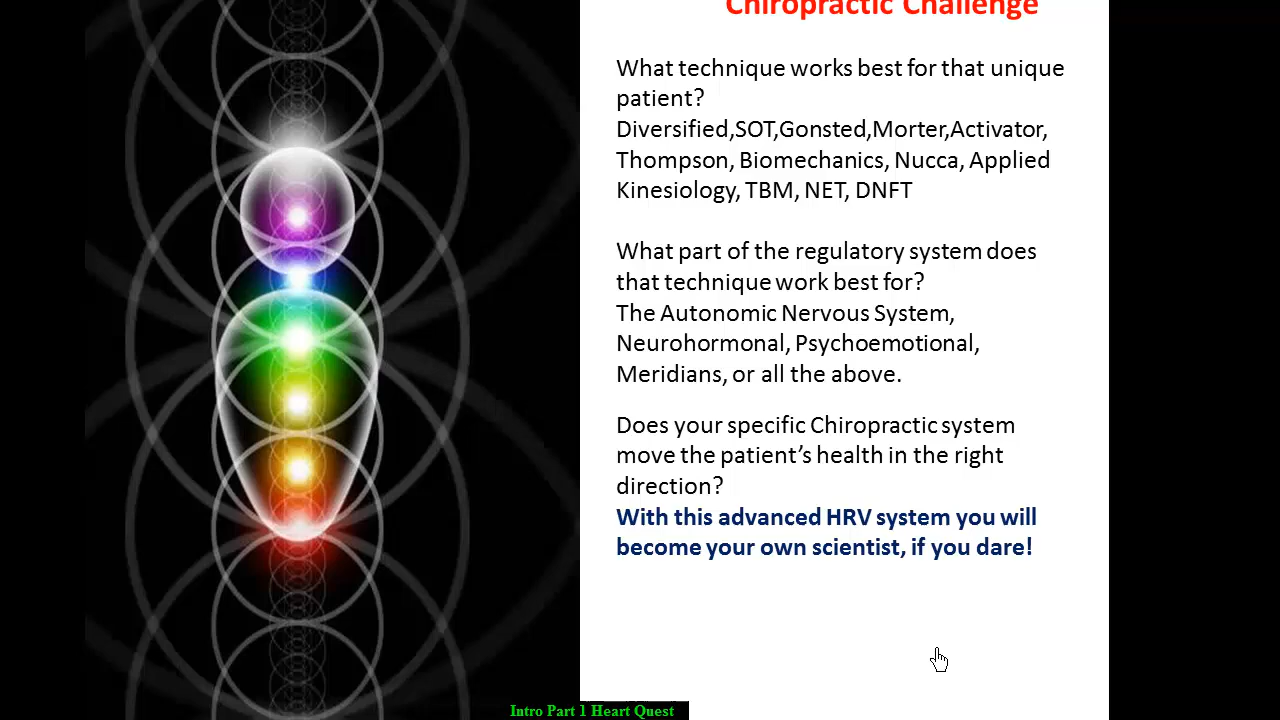 Chiropractic Challenge
What technique works best for that unique
patient?
Diversified,SOT,Gonsted,Morter,Activator,
Thompson, Biomechanics, Nucca, Applied
Kinesiology, TBM, NET, DNFT
What part of the regulatory system does
that technique work best for?
The Autonomic Nervous System,
Neurohormonal, Psychoemotional,
Meridians, or all the above.
Does your specific Chiropractic system
move the patient’s health in the right
direction?
With this advanced HRV system you will
become your own scientist, if you dare!
Intro Part 1 Heart Quest